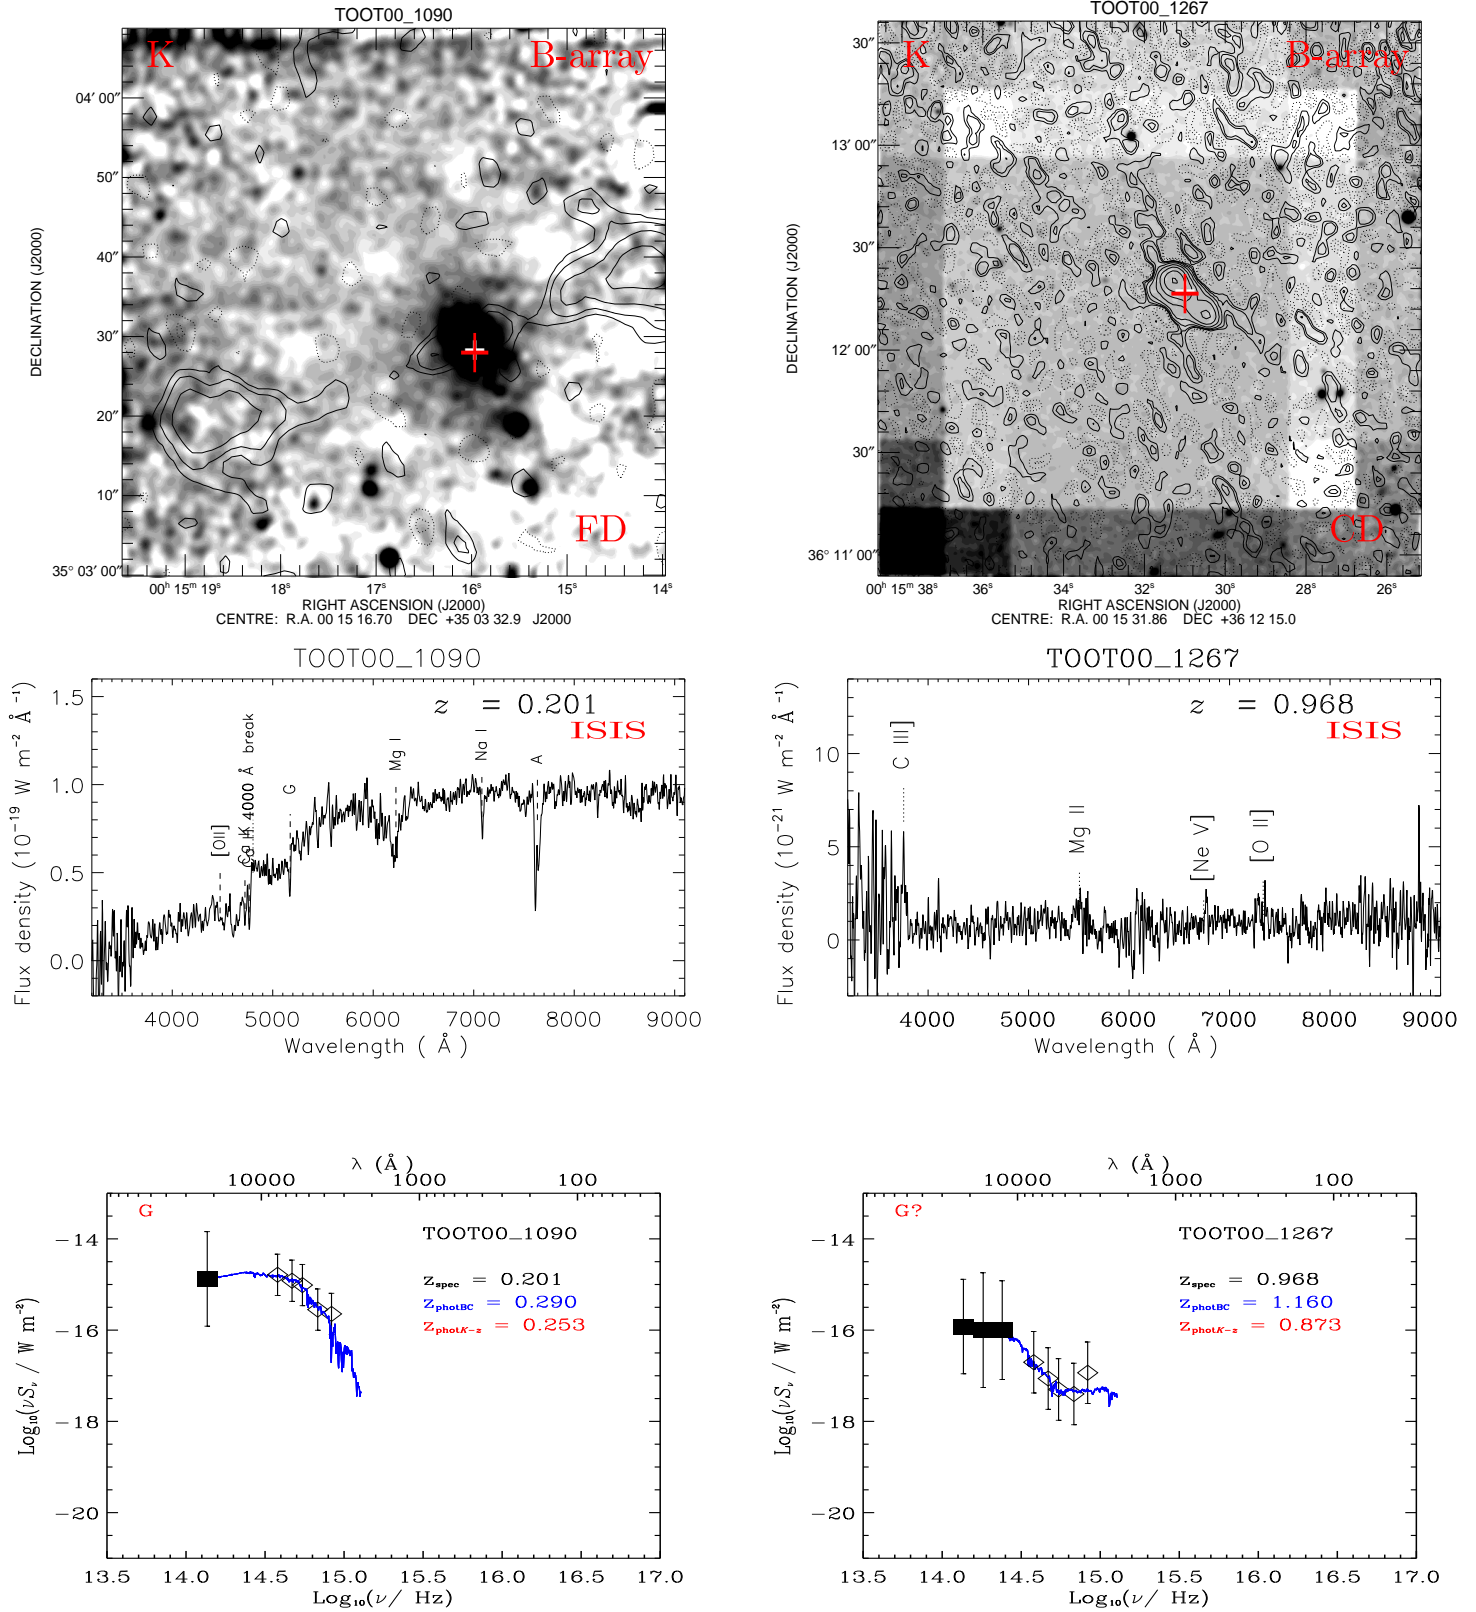 TOOT00_1090
K
B-array
04′ 00″
50″
40″
30″
20″
10″
35° 03′ 00″
DECLINATION (J2000)
FD
00ʰ 15ᵐ 19ˢ 18ˢ 17ˢ 16ˢ 15ˢ 14ˢ
RIGHT ASCENSION (J2000)
CENTRE: R.A. 00 15 16.70 DEC +35 03 32.9 J2000
TOOT00_1267
K
B-array
30″
13′ 00″
30″
12′ 00″
30″
36° 11′ 00″
DECLINATION (J2000)
CD
00ʰ 15ᵐ 38ˢ 36ˢ 34ˢ 32ˢ 30ˢ 28ˢ 26ˢ
RIGHT ASCENSION (J2000)
CENTRE: R.A. 00 15 31.86 DEC +36 12 15.0
TOOT00_1090
z = 0.201
ISIS
1.5
1.0
0.5
0.0
Flux density (10⁻¹⁹ W m⁻² Å⁻¹)
[OII]
Ca K
Ca H
4000 Å break
G
Mg I
Na I
A
4000 5000 6000 7000 8000 9000
Wavelength ( Å )
TOOT00_1267
z = 0.968
ISIS
10
5
0
Flux density (10⁻²¹ W m⁻² Å⁻¹)
C III]
Mg II
[Ne V]
[O II]
4000 5000 6000 7000 8000 9000
Wavelength ( Å )
λ (Å)
10000 1000 100
G
TOOT00_1090
z_spec = 0.201
z_photBC = 0.290
z_photK−z = 0.253
−14
−16
−18
−20
Log₁₀(νSᵥ / W m⁻²)
13.5 14.0 14.5 15.0 15.5 16.0 16.5 17.0
Log₁₀(ν/ Hz)
λ (Å)
10000 1000 100
G?
TOOT00_1267
z_spec = 0.968
z_photBC = 1.160
z_photK−z = 0.873
−14
−16
−18
−20
Log₁₀(νSᵥ / W m⁻²)
13.5 14.0 14.5 15.0 15.5 16.0 16.5 17.0
Log₁₀(ν/ Hz)